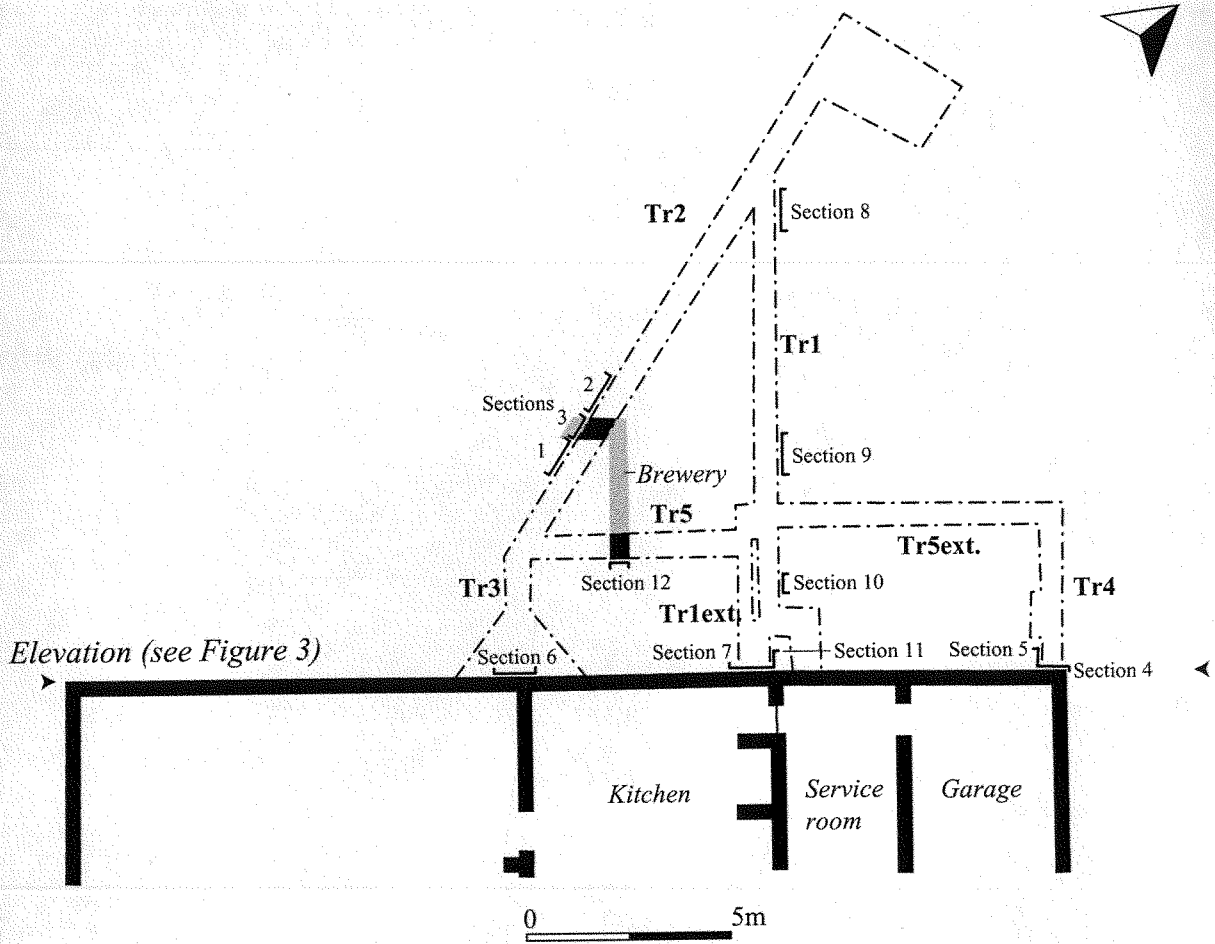 Tr2
Section 8
Tr1
Sections
2
3
1
Section 9
Brewery
Tr5
Tr5ext.
Tr3
Section 12
Section 10
Tr4
Tr1ext.
Elevation (see Figure 3)
Section 6
Section 7
Section 11
Section 5
Section 4
Kitchen
Service
room
Garage
0
5m